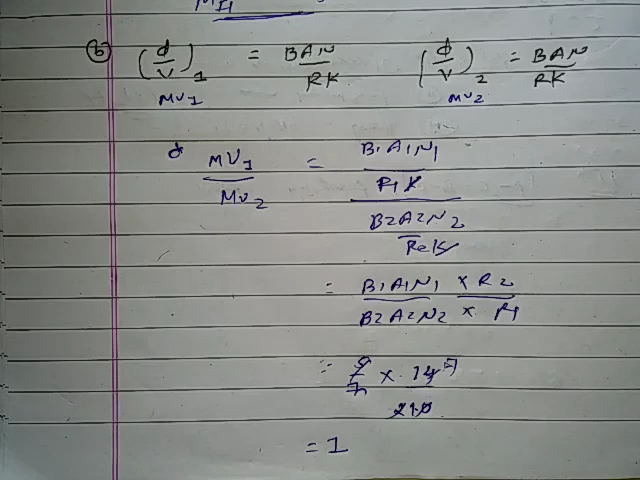 (b) (d/V)1 = BAN/RK (ϕ/V)2 = BAN/RK
MV1 MV2
MV1/MV2 = B1A1N1/R1K / B2A2N2/R2K
= B1A1N1 × R2 / B2A2N2 × R1
= 1